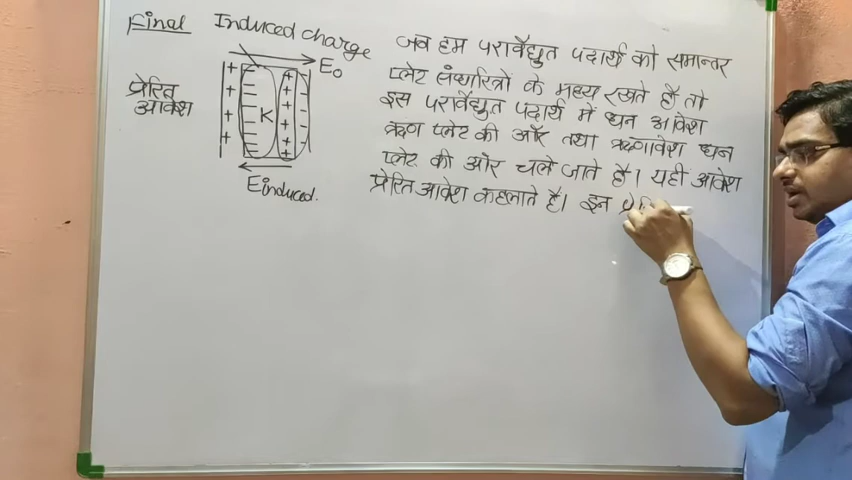 Final Induced charge
प्रेरित
आवेश
E₀
K
Einduced.
जब हम परावैद्युत पदार्थ को समान्तर
प्लेट संधारित्रों के मध्य रखते हैं तो
इस परावैद्युत पदार्थ में धन आवेश
ऋण प्लेट की ओर तथा ऋणावेश धन
प्लेट की ओर चले जाते हैं। यही आवेश
प्रेरित आवेश कहलाते हैं। इन